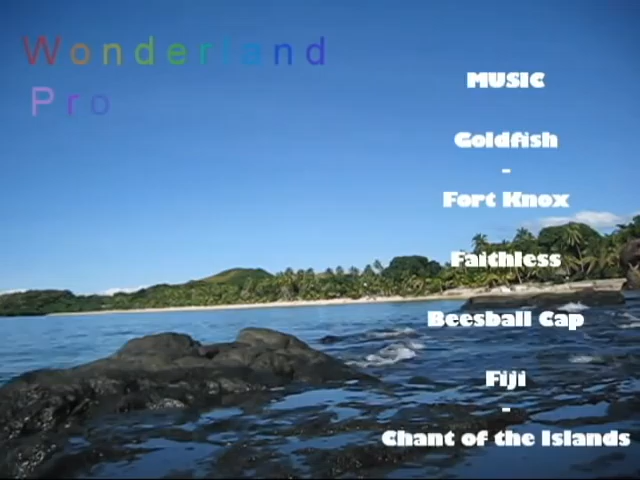 Wonderland
Pro
MUSIC
Goldfish
-
Fort Knox
Faithless
Beesball Cap
Fiji
-
Chant of the Islands